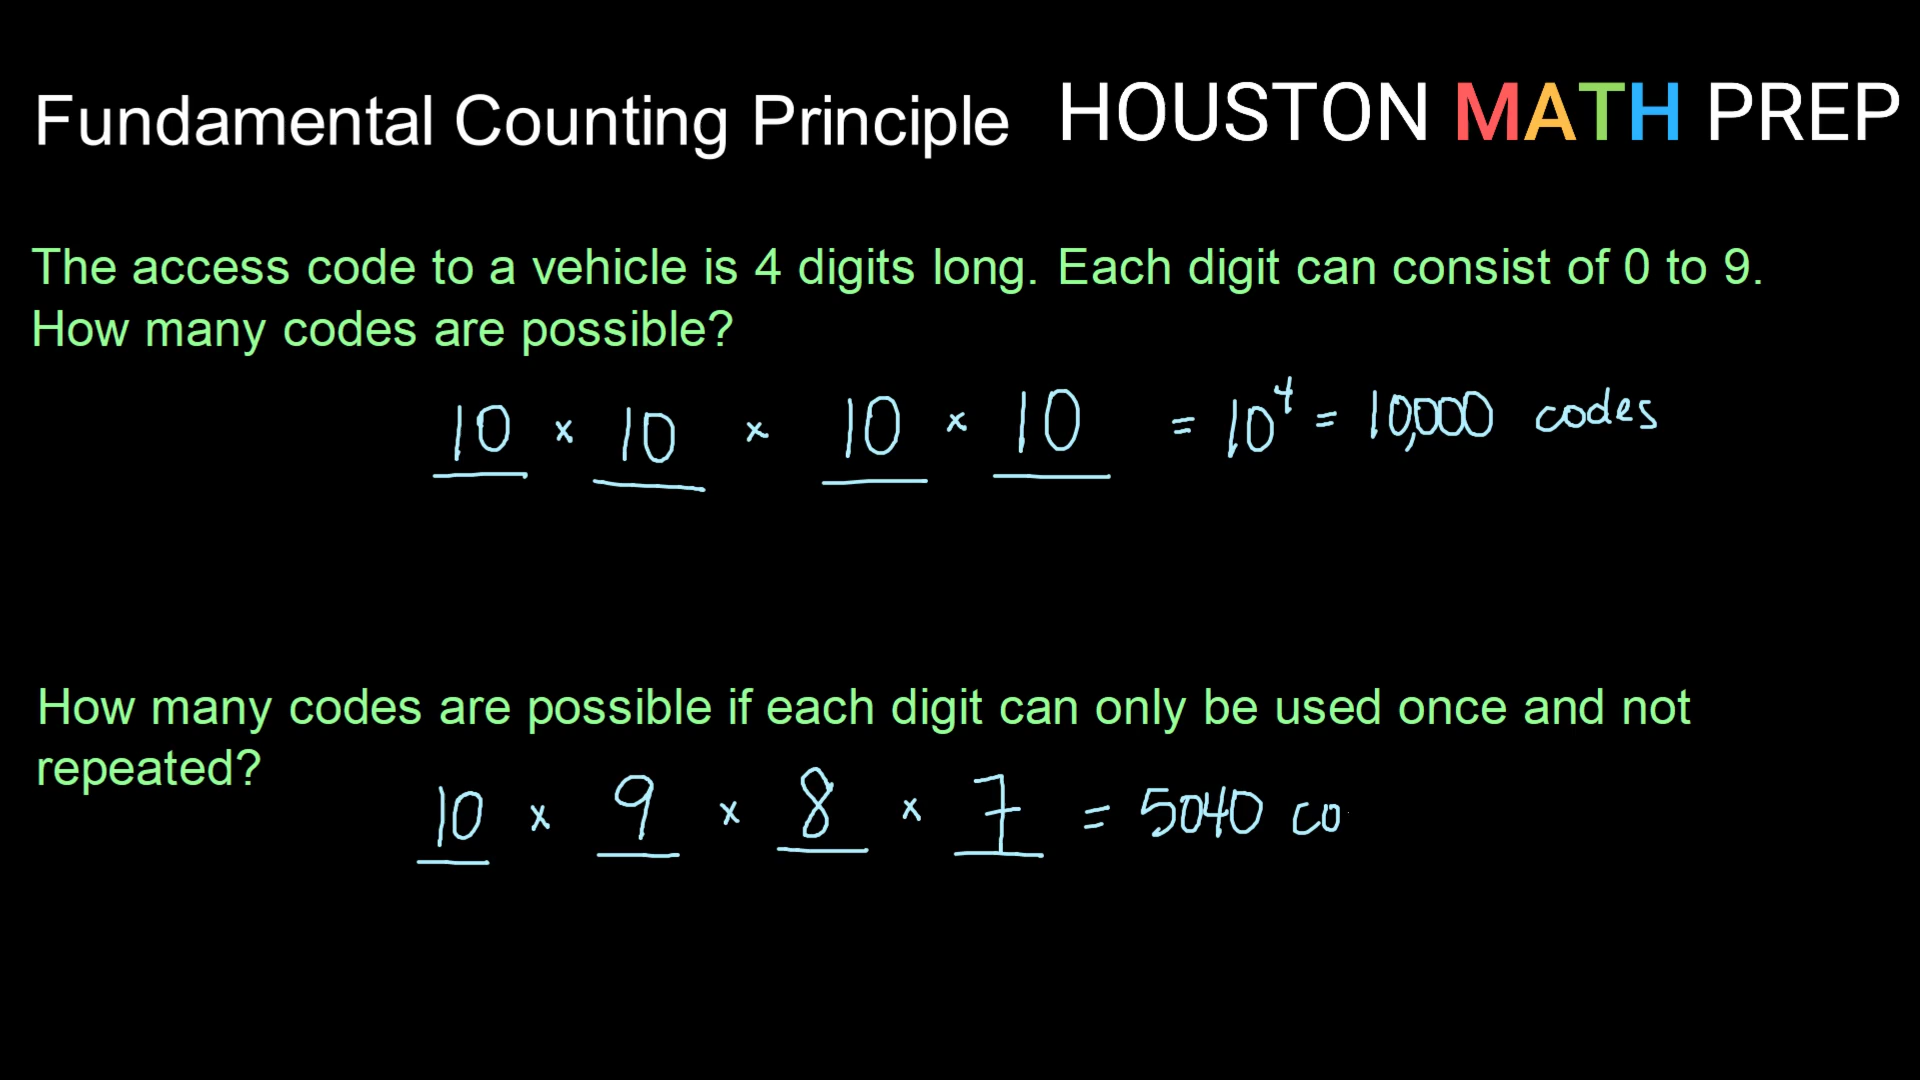 Fundamental Counting Principle HOUSTON MATH PREP
The access code to a vehicle is 4 digits long. Each digit can consist of 0 to 9.
How many codes are possible?
10 × 10 × 10 × 10 = 10⁴ = 10,000 codes
How many codes are possible if each digit can only be used once and not
repeated?
10 × 9 × 8 × 7 = 5040 co